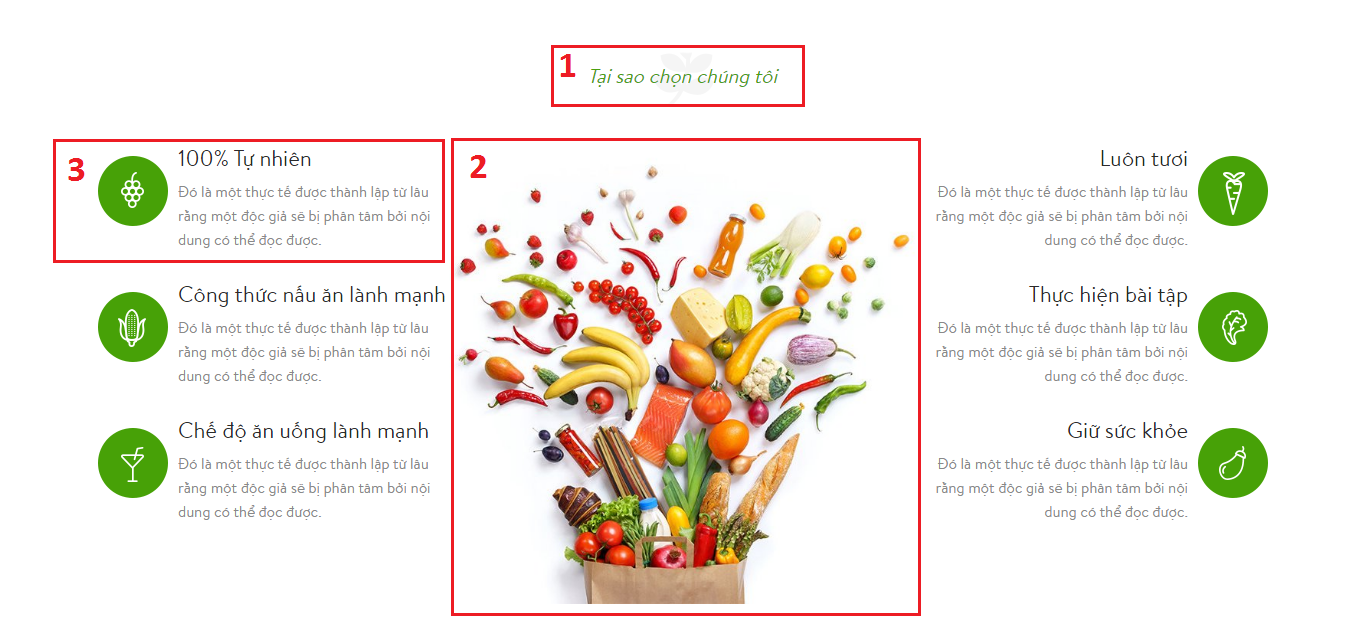 1
Tại sao chọn chúng tôi
3
100% Tự nhiên
Đó là một thực tế được thành lập từ lâu
rằng một độc giả sẽ bị phân tâm bởi nội
dung có thể đọc được.
Công thức nấu ăn lành mạnh
Đó là một thực tế được thành lập từ lâu
rằng một độc giả sẽ bị phân tâm bởi nội
dung có thể đọc được.
Chế độ ăn uống lành mạnh
Đó là một thực tế được thành lập từ lâu
rằng một độc giả sẽ bị phân tâm bởi nội
dung có thể đọc được.
2
Luôn tươi
Đó là một thực tế được thành lập từ lâu
rằng một độc giả sẽ bị phân tâm bởi nội
dung có thể đọc được.
Thực hiện bài tập
Đó là một thực tế được thành lập từ lâu
rằng một độc giả sẽ bị phân tâm bởi nội
dung có thể đọc được.
Giữ sức khỏe
Đó là một thực tế được thành lập từ lâu
rằng một độc giả sẽ bị phân tâm bởi nội
dung có thể đọc được.